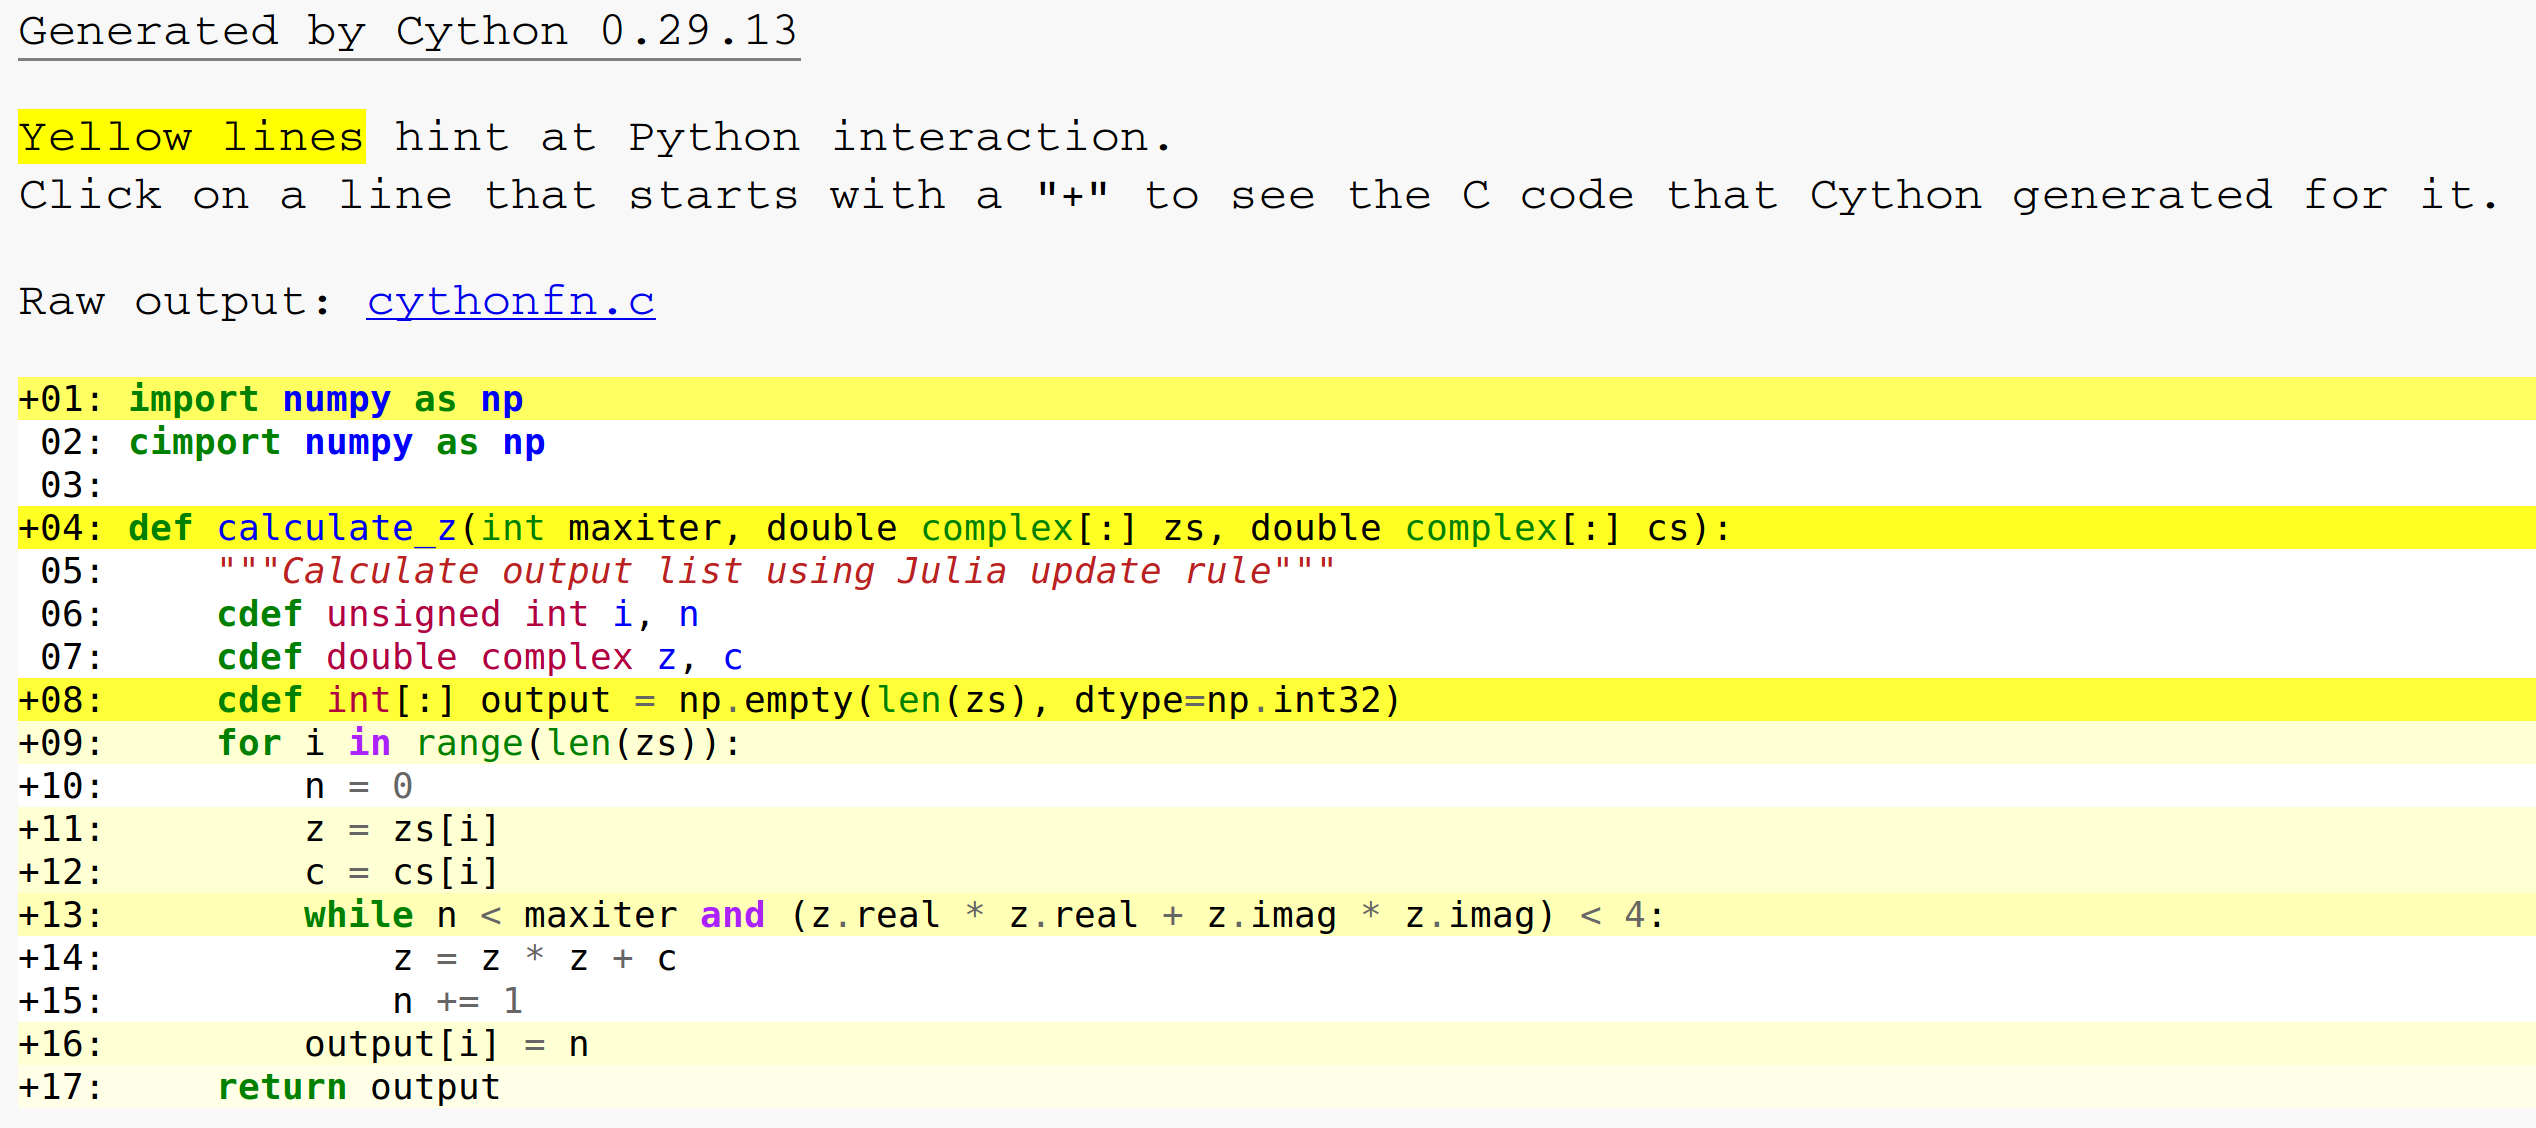 Generated by Cython 0.29.13
Yellow lines hint at Python interaction.
Click on a line that starts with a "+" to see the C code that Cython generated for it.
Raw output: cythonfn.c
+01: import numpy as np
 02: cimport numpy as np
 03:
+04: def calculate_z(int maxiter, double complex[:] zs, double complex[:] cs):
 05:     """Calculate output list using Julia update rule"""
 06:     cdef unsigned int i, n
 07:     cdef double complex z, c
+08:     cdef int[:] output = np.empty(len(zs), dtype=np.int32)
+09:     for i in range(len(zs)):
+10:         n = 0
+11:         z = zs[i]
+12:         c = cs[i]
+13:         while n < maxiter and (z.real * z.real + z.imag * z.imag) < 4:
+14:             z = z * z + c
+15:             n += 1
+16:         output[i] = n
+17:     return output